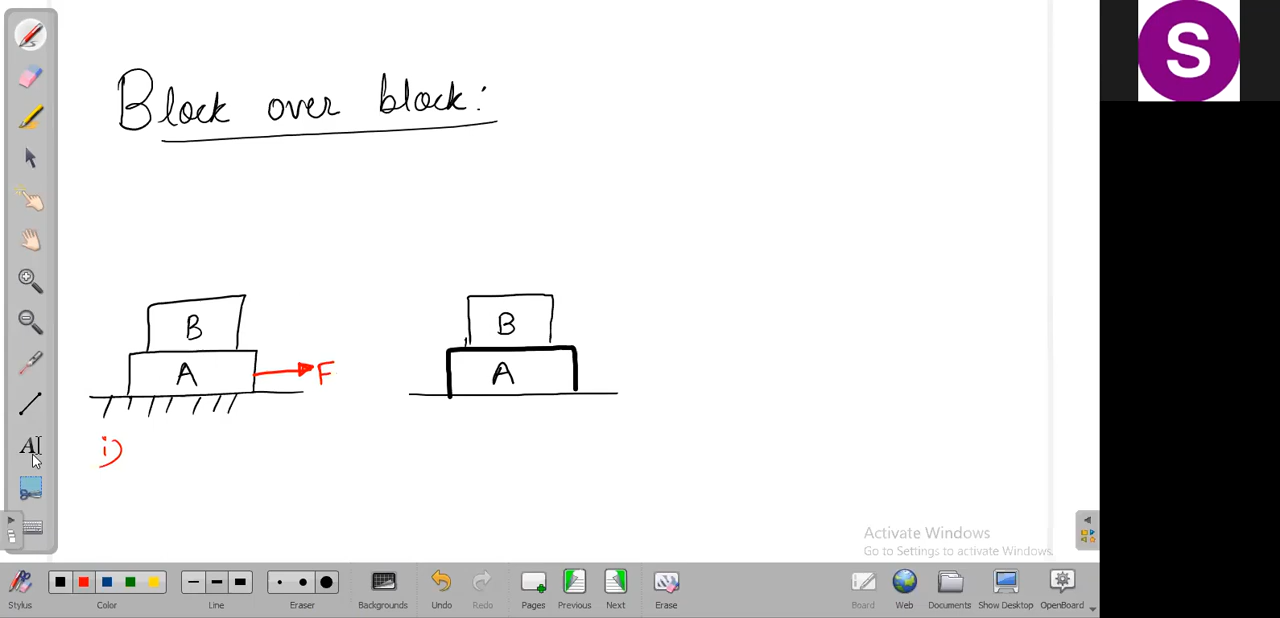 S
Block over block:
B
A
F
B
A
i)
A
Activate Windows
Go to Settings to activate Windows.
Stylus
Color
Line
Eraser
Backgrounds
Undo
Redo
Pages
Previous
Next
Erase
Board
Web
Documents
Show Desktop
OpenBoard